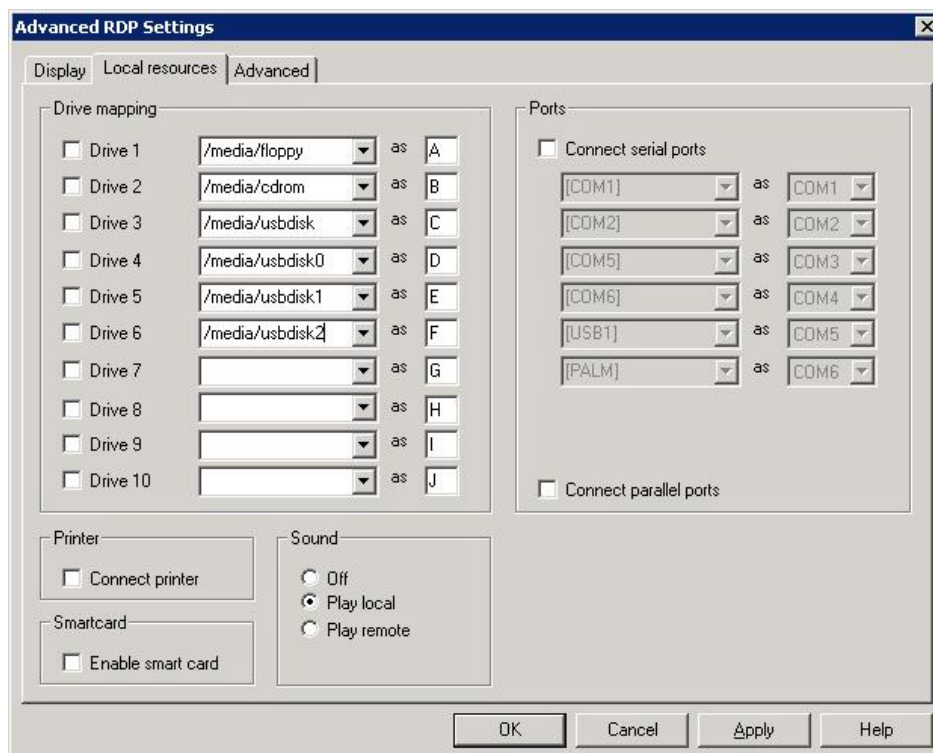 Advanced RDP Settings
Display Local resources Advanced
Drive mapping
Drive 1 /media/floppy as A
Drive 2 /media/cdrom as B
Drive 3 /media/usbdisk as C
Drive 4 /media/usbdisk0 as D
Drive 5 /media/usbdisk1 as E
Drive 6 /media/usbdisk2 as F
Drive 7 as G
Drive 8 as H
Drive 9 as I
Drive 10 as J
Ports
Connect serial ports
[COM1] as COM1
[COM2] as COM2
[COM5] as COM3
[COM6] as COM4
[USB1] as COM5
[PALM] as COM6
Connect parallel ports
Printer
Connect printer
Smartcard
Enable smart card
Sound
Off
Play local
Play remote
OK Cancel Apply Help